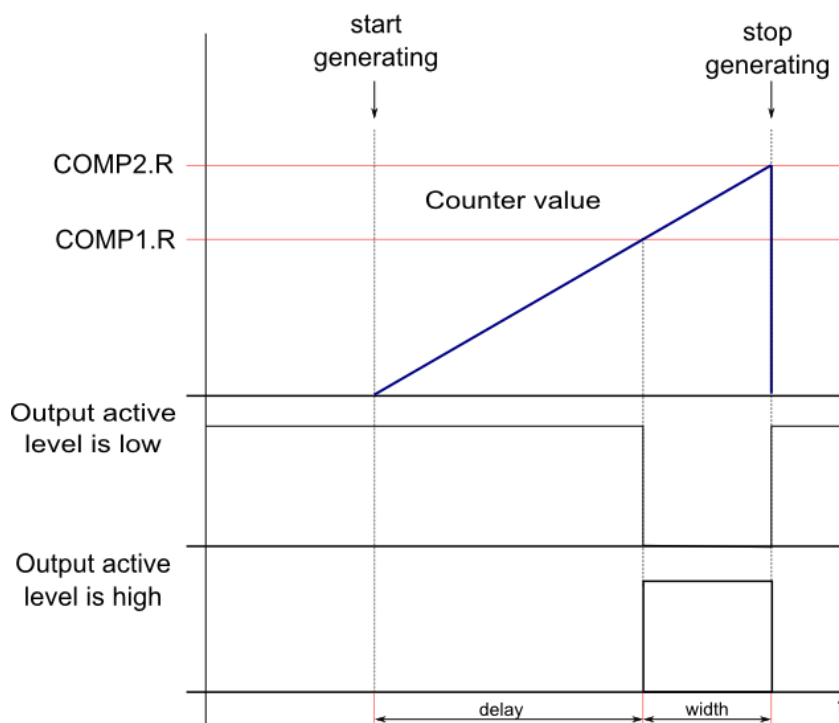 start
generating
stop
generating
COMP2.R
Counter value
COMP1.R
Output active
level is low
Output active
level is high
delay
width